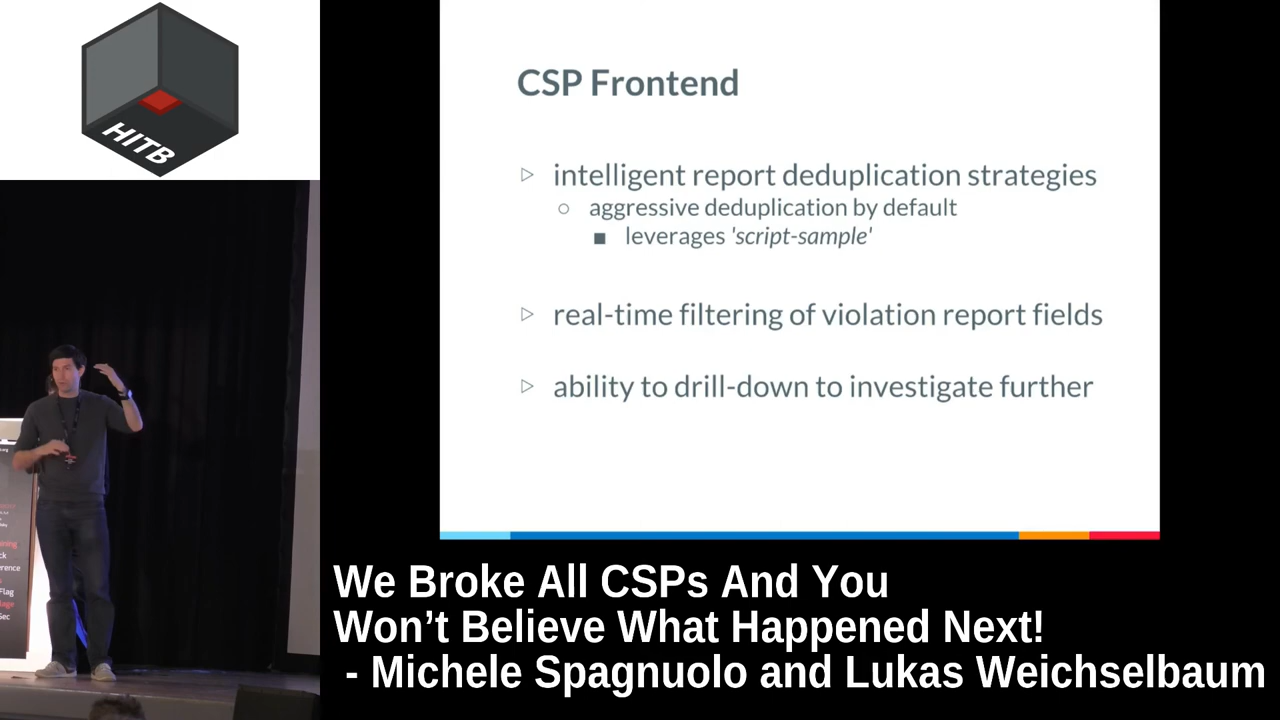 HITB
CSP Frontend
▷ intelligent report deduplication strategies
○ aggressive deduplication by default
■ leverages 'script-sample'
▷ real-time filtering of violation report fields
▷ ability to drill-down to investigate further
We Broke All CSPs And You
Won’t Believe What Happened Next!
- Michele Spagnuolo and Lukas Weichselbaum
Flag